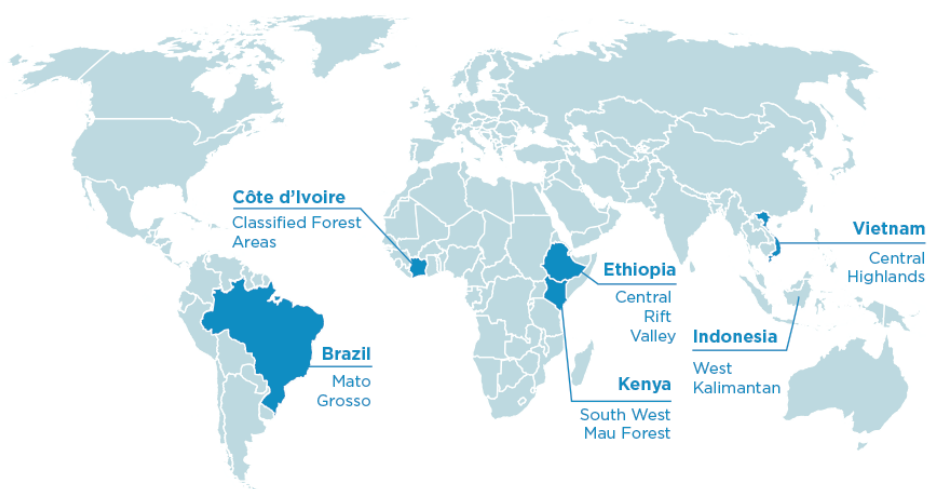 Côte d’Ivoire
Classified Forest
Areas
Vietnam
Central
Highlands
Ethiopia
Central
Rift
Valley
Indonesia
West
Kalimantan
Brazil
Mato
Grosso
Kenya
South West
Mau Forest